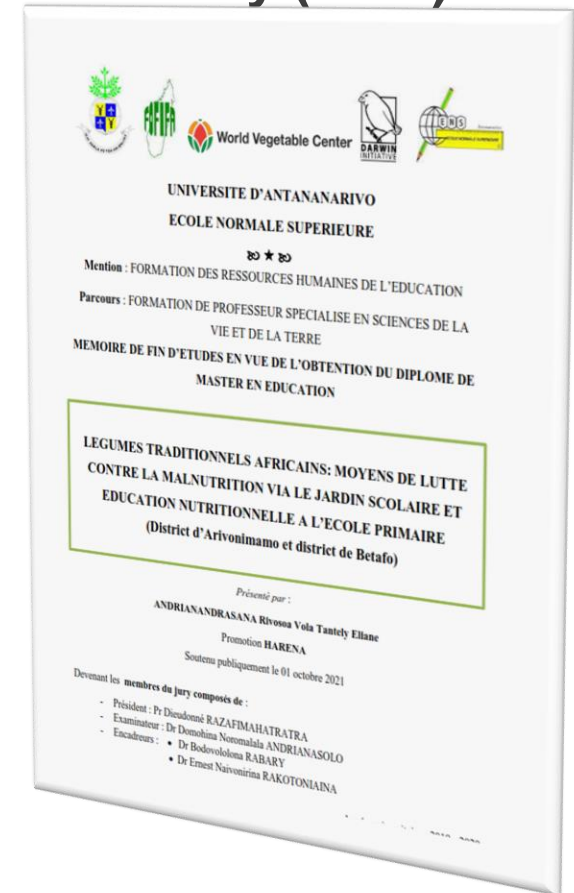 FOFIFA
World Vegetable Center
DARWIN
INITIATIVE
ENS
UNIVERSITE D'ANTANANARIVO
ECOLE NORMALE SUPERIEURE
Mention : FORMATION DES RESSOURCES HUMAINES DE L'EDUCATION
Parcours : FORMATION DE PROFESSEUR SPECIALISE EN SCIENCES DE LA
VIE ET DE LA TERRE
MEMOIRE DE FIN D'ETUDES EN VUE DE L'OBTENTION DU DIPLOME DE
MASTER EN EDUCATION
LEGUMES TRADITIONNELS AFRICAINS: MOYENS DE LUTTE
CONTRE LA MALNUTRITION VIA LE JARDIN SCOLAIRE ET
EDUCATION NUTRITIONNELLE A L'ECOLE PRIMAIRE
(District d'Arivonimamo et district de Betafo)
Présenté par :
ANDRIANANDRASANA Rivosoa Vola Tantely Eliane
Promotion HARENA
Soutenu publiquement le 01 octobre 2021
Devenant les membres du jury composés de :
- Président : Pr Dieudonné RAZAFIMAHATRATRA
- Examinateur : Dr Domohina Noromalala ANDRIANASOLO
- Encadreurs : • Dr Bodovololona RABARY
• Dr Ernest Naivonirina RAKOTONIAINA